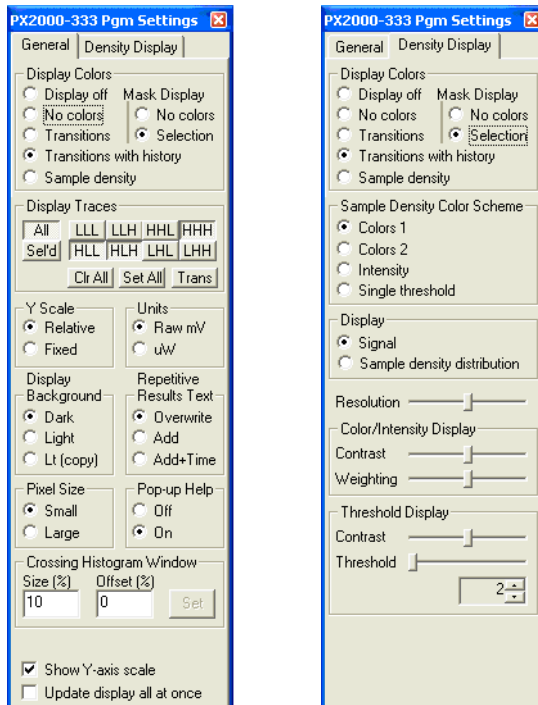 PX2000-333 Pgm Settings
General
Density Display
Display Colors
Display off
Mask Display
No colors
No colors
Transitions
Selection
Transitions with history
Sample density
Display Traces
All LLL LLH HHL HHH
Sel'd HLL HLH LHL LHH
Clr All Set All Trans
Y Scale
Relative
Fixed
Units
Raw mV
uW
Display
Background
Dark
Light
Lt (copy)
Repetitive
Results Text
Overwrite
Add
Add+Time
Pixel Size
Small
Large
Pop-up Help
Off
On
Crossing Histogram Window
Size (%) Offset (%)
10 0 Set
Show Y-axis scale
Update display all at once
PX2000-333 Pgm Settings
General
Density Display
Display Colors
Display off
Mask Display
No colors
No colors
Transitions
Selection
Transitions with history
Sample density
Sample Density Color Scheme
Colors 1
Colors 2
Intensity
Single threshold
Display
Signal
Sample density distribution
Resolution
Color/Intensity Display
Contrast
Weighting
Threshold Display
Contrast
Threshold
2